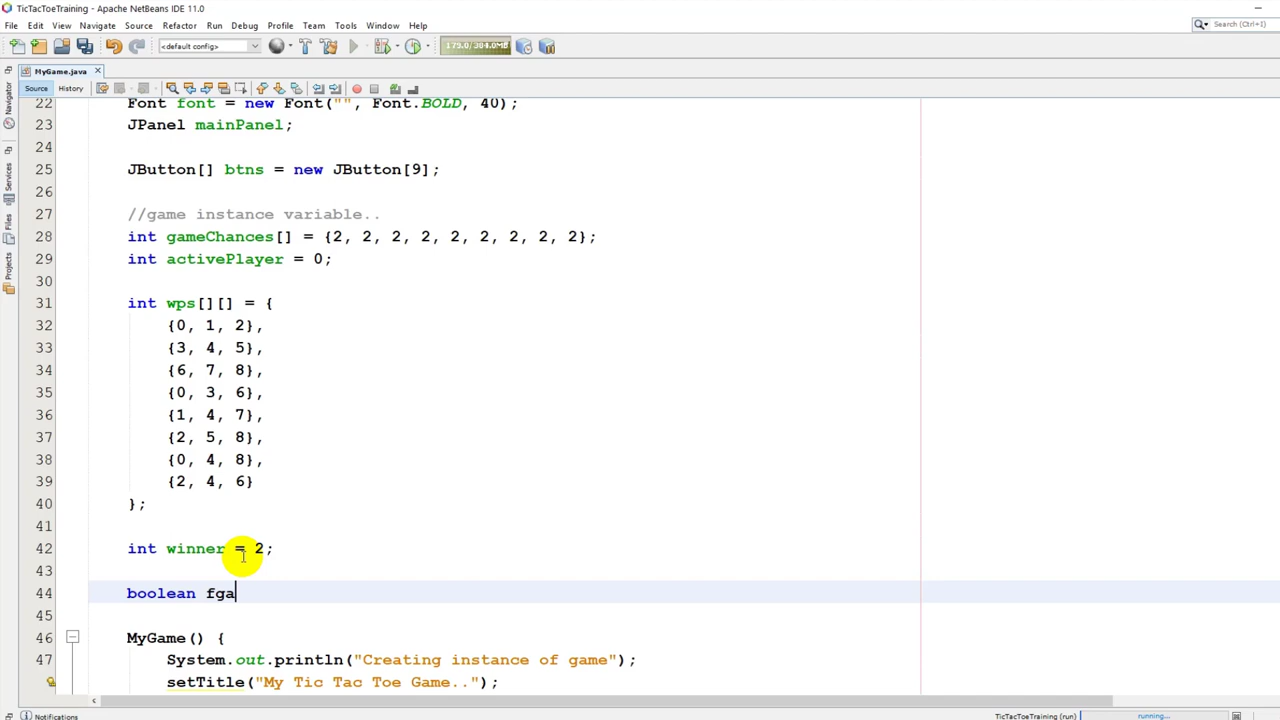 TicTacToeTraining - Apache NetBeans IDE 11.0
File Edit View Navigate Source Refactor Run Debug Profile Team Tools Window Help
<default config> 179.0/384.0MB Search (Ctrl+I)
MyGame.java
Source History
Navigator
Services
Files
Projects
22 Font font = new Font("", Font.BOLD, 40);
23 JPanel mainPanel;
24
25 JButton[] btns = new JButton[9];
26
27 //game instance variable..
28 int gameChances[] = {2, 2, 2, 2, 2, 2, 2, 2, 2};
29 int activePlayer = 0;
30
31 int wps[][] = {
32 {0, 1, 2},
33 {3, 4, 5},
34 {6, 7, 8},
35 {0, 3, 6},
36 {1, 4, 7},
37 {2, 5, 8},
38 {0, 4, 8},
39 {2, 4, 6}
40 };
41
42 int winner = 2;
43
44 boolean fga
45
46 MyGame() {
47 System.out.println("Creating instance of game");
setTitle("My Tic Tac Toe Game..");
Notifications TicTacToeTraining (run) running...